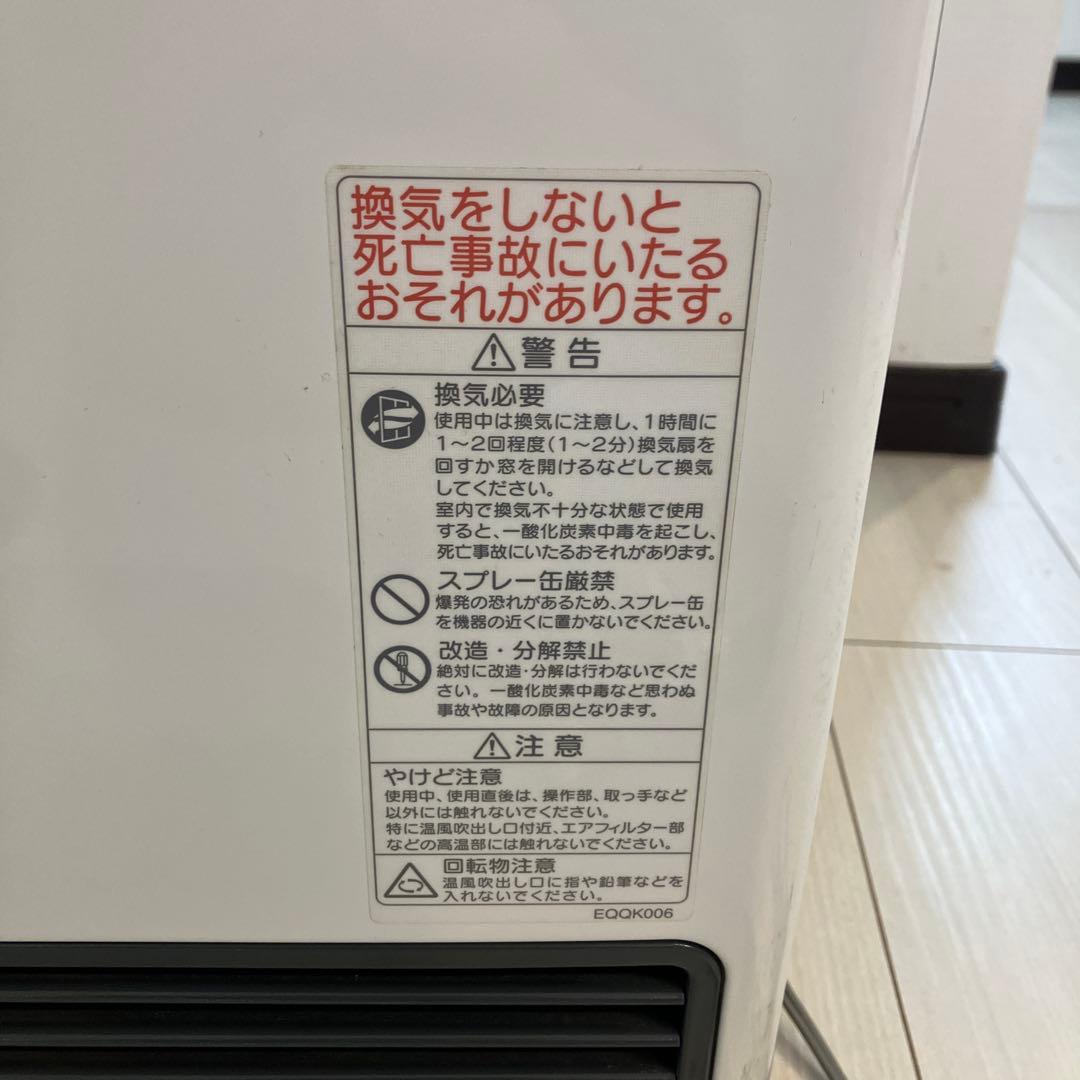 換気をしないと
死亡事故にいたる
おそれがあります。
警告
換気必要
使用中は換気に注意し、1時間に
1〜2回程度(1〜2分)換気扇を
回すか窓を開けるなどして換気
してください。
室内で換気不十分な状態で使用
すると、一酸化炭素中毒を起こし、
死亡事故にいたるおそれがあります。
スプレー缶厳禁
爆発の恐れがあるため、スプレー缶
を機器の近くに置かないでください。
改造・分解禁止
絶対に改造・分解は行わないでくだ
さい。一酸化炭素中毒など思わぬ
事故や故障の原因となります。
注意
やけど注意
使用中、使用直後は、操作部、取っ手など
以外には触れないでください。
特に温風吹出し口付近、エアフィルター部
などの高温部には触れないでください。
回転物注意
温風吹出し口に指や鉛筆などを
入れないでください。
EQQK006